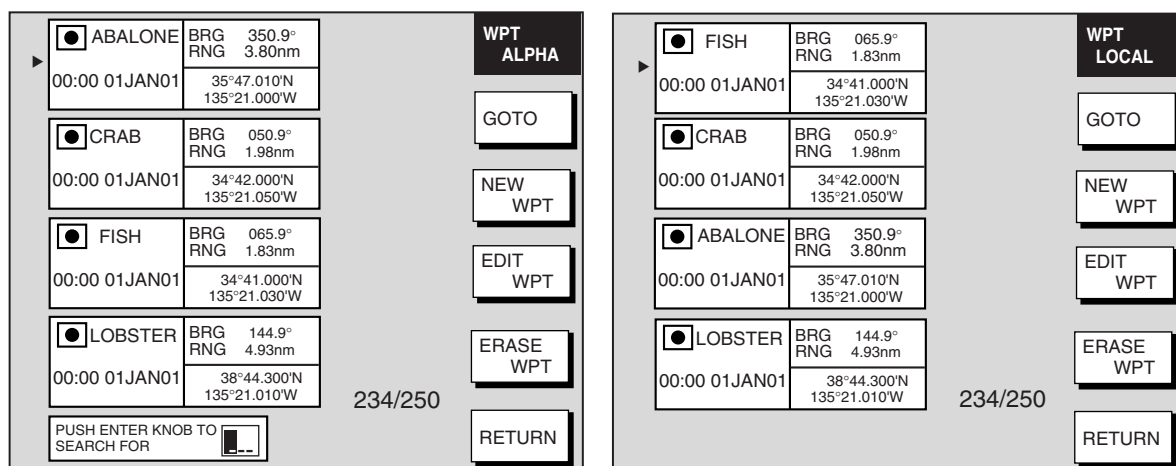 ABALONE
BRG 350.9°
RNG 3.80nm
00:00 01JAN01
35°47.010'N
135°21.000'W
CRAB
BRG 050.9°
RNG 1.98nm
00:00 01JAN01
34°42.000'N
135°21.050'W
FISH
BRG 065.9°
RNG 1.83nm
00:00 01JAN01
34°41.000'N
135°21.030'W
LOBSTER
BRG 144.9°
RNG 4.93nm
00:00 01JAN01
38°44.300'N
135°21.010'W
PUSH ENTER KNOB TO
SEARCH FOR
234/250
WPT
ALPHA
GOTO
NEW
WPT
EDIT
WPT
ERASE
WPT
RETURN
FISH
BRG 065.9°
RNG 1.83nm
00:00 01JAN01
34°41.000'N
135°21.030'W
CRAB
BRG 050.9°
RNG 1.98nm
00:00 01JAN01
34°42.000'N
135°21.050'W
ABALONE
BRG 350.9°
RNG 3.80nm
00:00 01JAN01
35°47.010'N
135°21.000'W
LOBSTER
BRG 144.9°
RNG 4.93nm
00:00 01JAN01
38°44.300'N
135°21.010'W
234/250
WPT
LOCAL
GOTO
NEW
WPT
EDIT
WPT
ERASE
WPT
RETURN